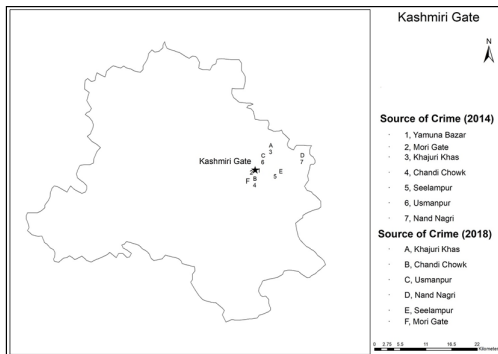 Kashmiri Gate
N
Source of Crime (2014)
1, Yamuna Bazar
2, Mori Gate
3, Khajuri Khas
4, Chandi Chowk
5, Seelampur
6, Usmanpur
7, Nand Nagri
Source of Crime (2018)
A, Khajuri Khas
B, Chandi Chowk
C, Usmanpur
D, Nand Nagri
E, Seelampur
F, Mori Gate
0 2.75 5.5 11 16.5 22
Kilometers
A
3
C
6
D
7
Kashmiri Gate
2 1
E
5
F
B
4